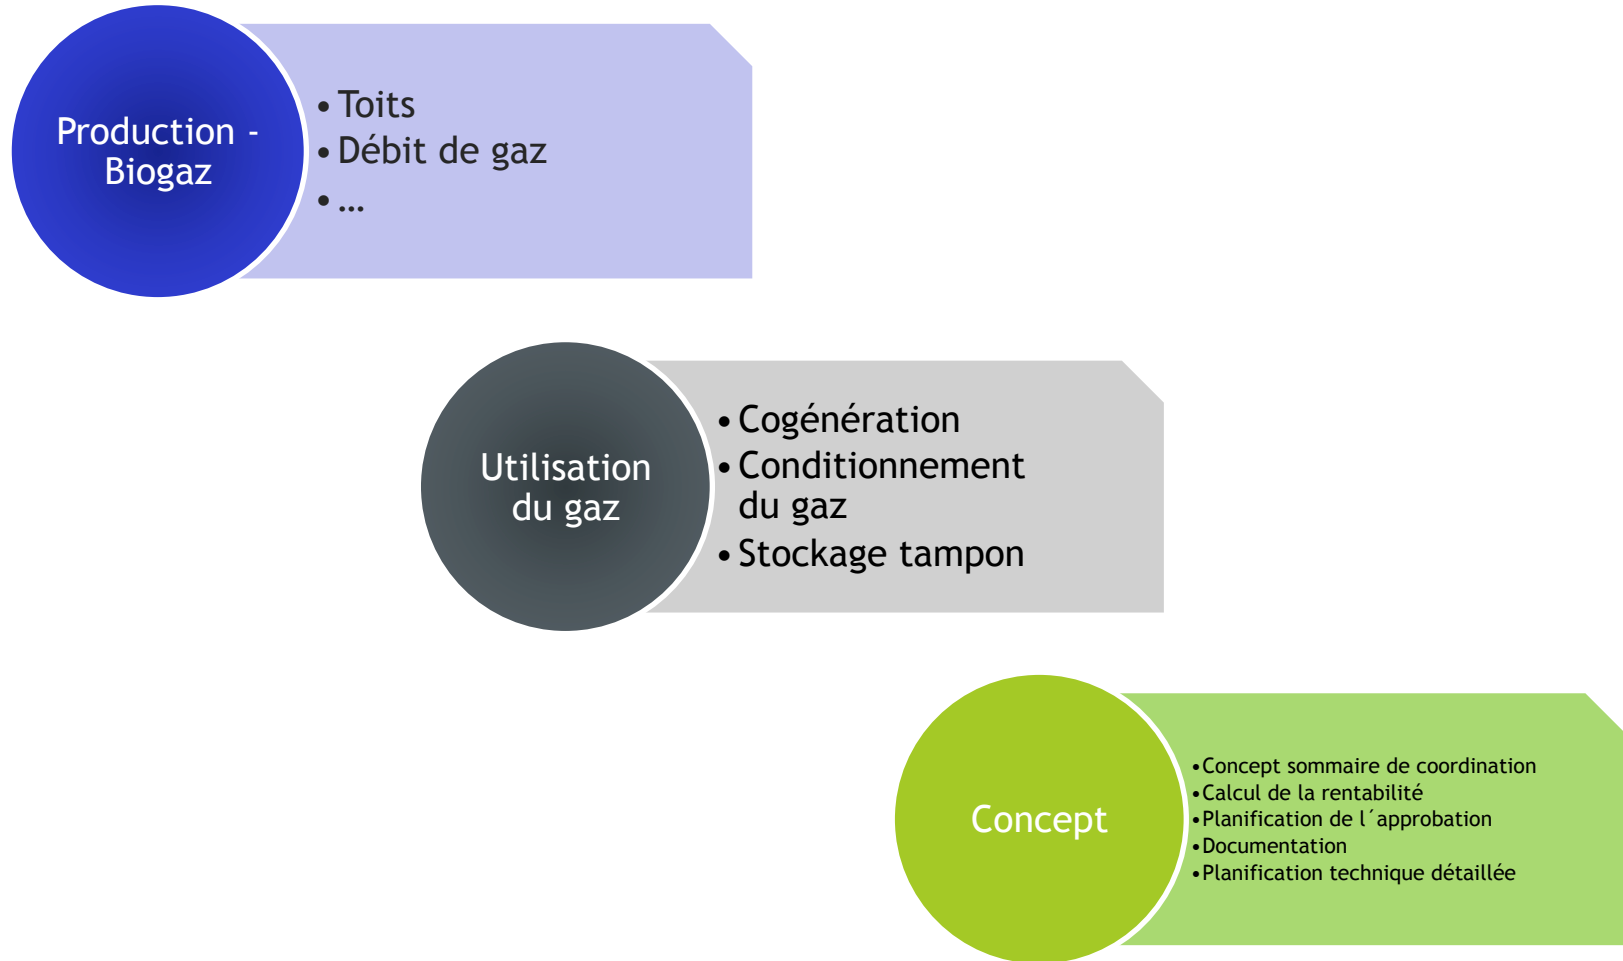 Production -
Biogaz
• Toits
• Débit de gaz
• …
Utilisation
du gaz
• Cogénération
• Conditionnement
du gaz
• Stockage tampon
Concept
• Concept sommaire de coordination
• Calcul de la rentabilité
• Planification de l´approbation
• Documentation
• Planification technique détaillée